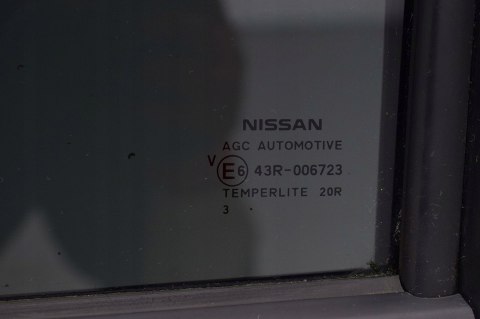 NISSAN
AGC AUTOMOTIVE
V E6 43R-006723
TEMPERLITE 20R
3